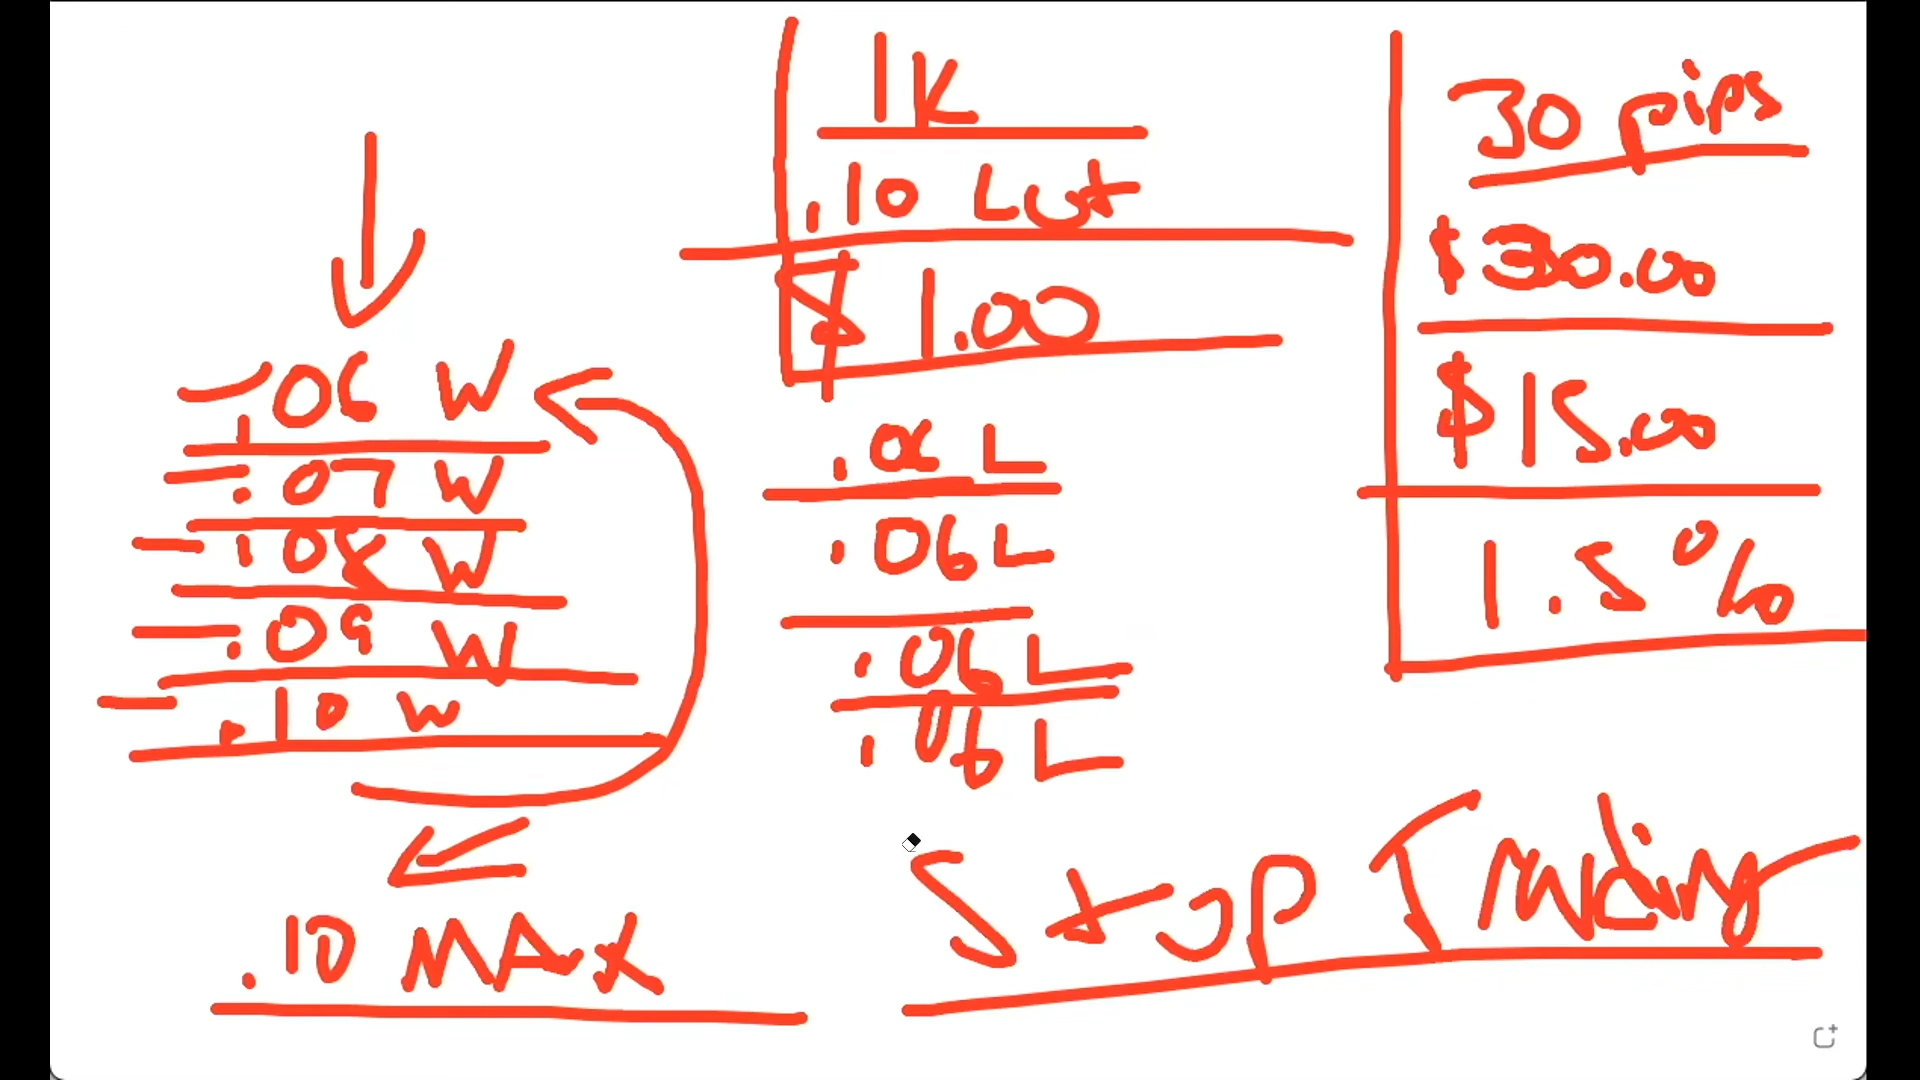 1K
.10 Lot
$ 1.00
30 pips
$30.00
$15.00
1.5%
.06 W
.07 W
.08 W
.09 W
.10 W
.10 MAX
.06 L
.06 L
.06 L
.06 L
Stop Trading